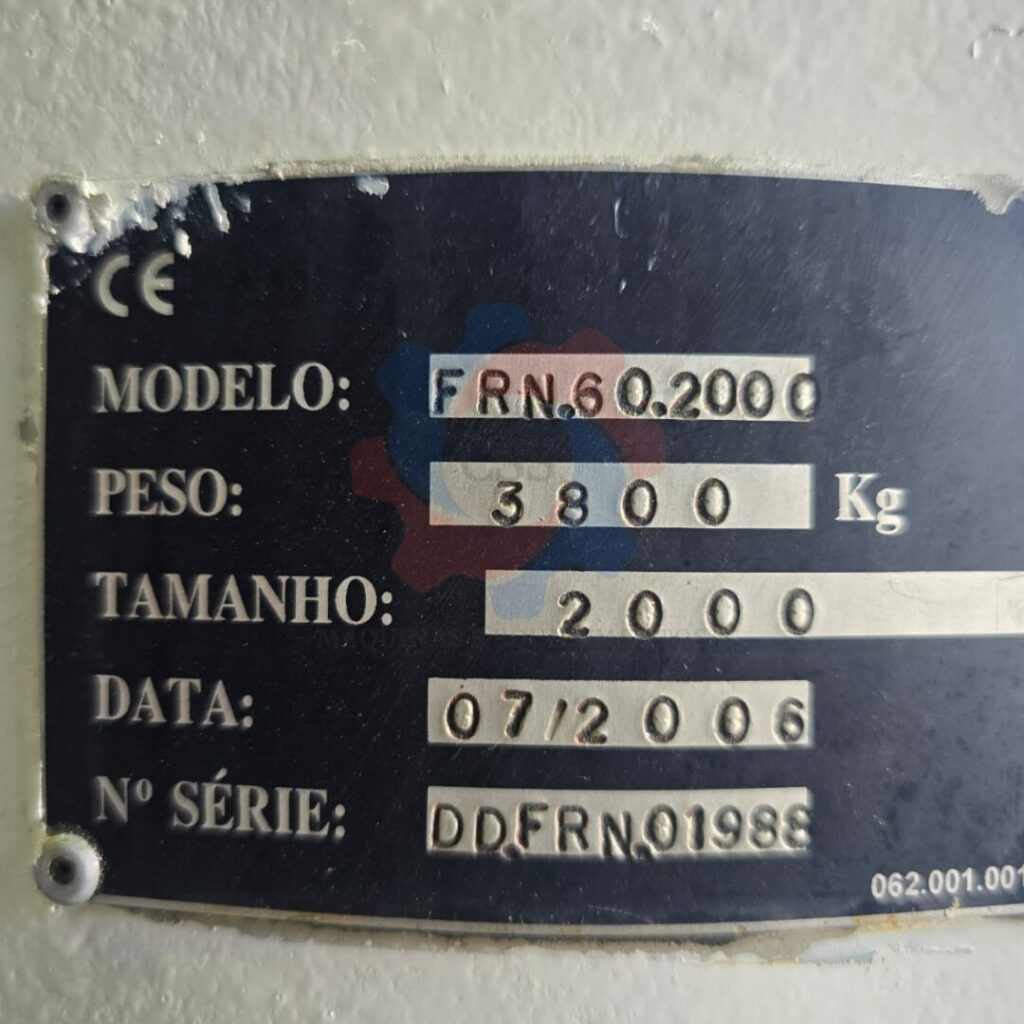 CE
MODELO: FRN.60.2000
PESO: 3800 Kg
TAMANHO: 2000
DATA: 07/2006
Nº SÉRIE: DD.FRN.01988
062.001.001